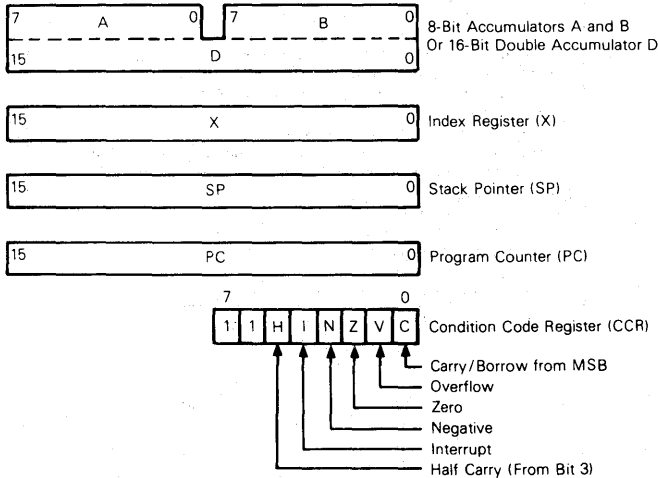 7 A 0 7 B 0
8-Bit Accumulators A and B
Or 16-Bit Double Accumulator D
15 D 0
15 X 0 Index Register (X)
15 SP 0 Stack Pointer (SP)
15 PC 0 Program Counter (PC)
7 0
1 1 H I N Z V C Condition Code Register (CCR)
Carry/Borrow from MSB
Overflow
Zero
Negative
Interrupt
Half Carry (From Bit 3)